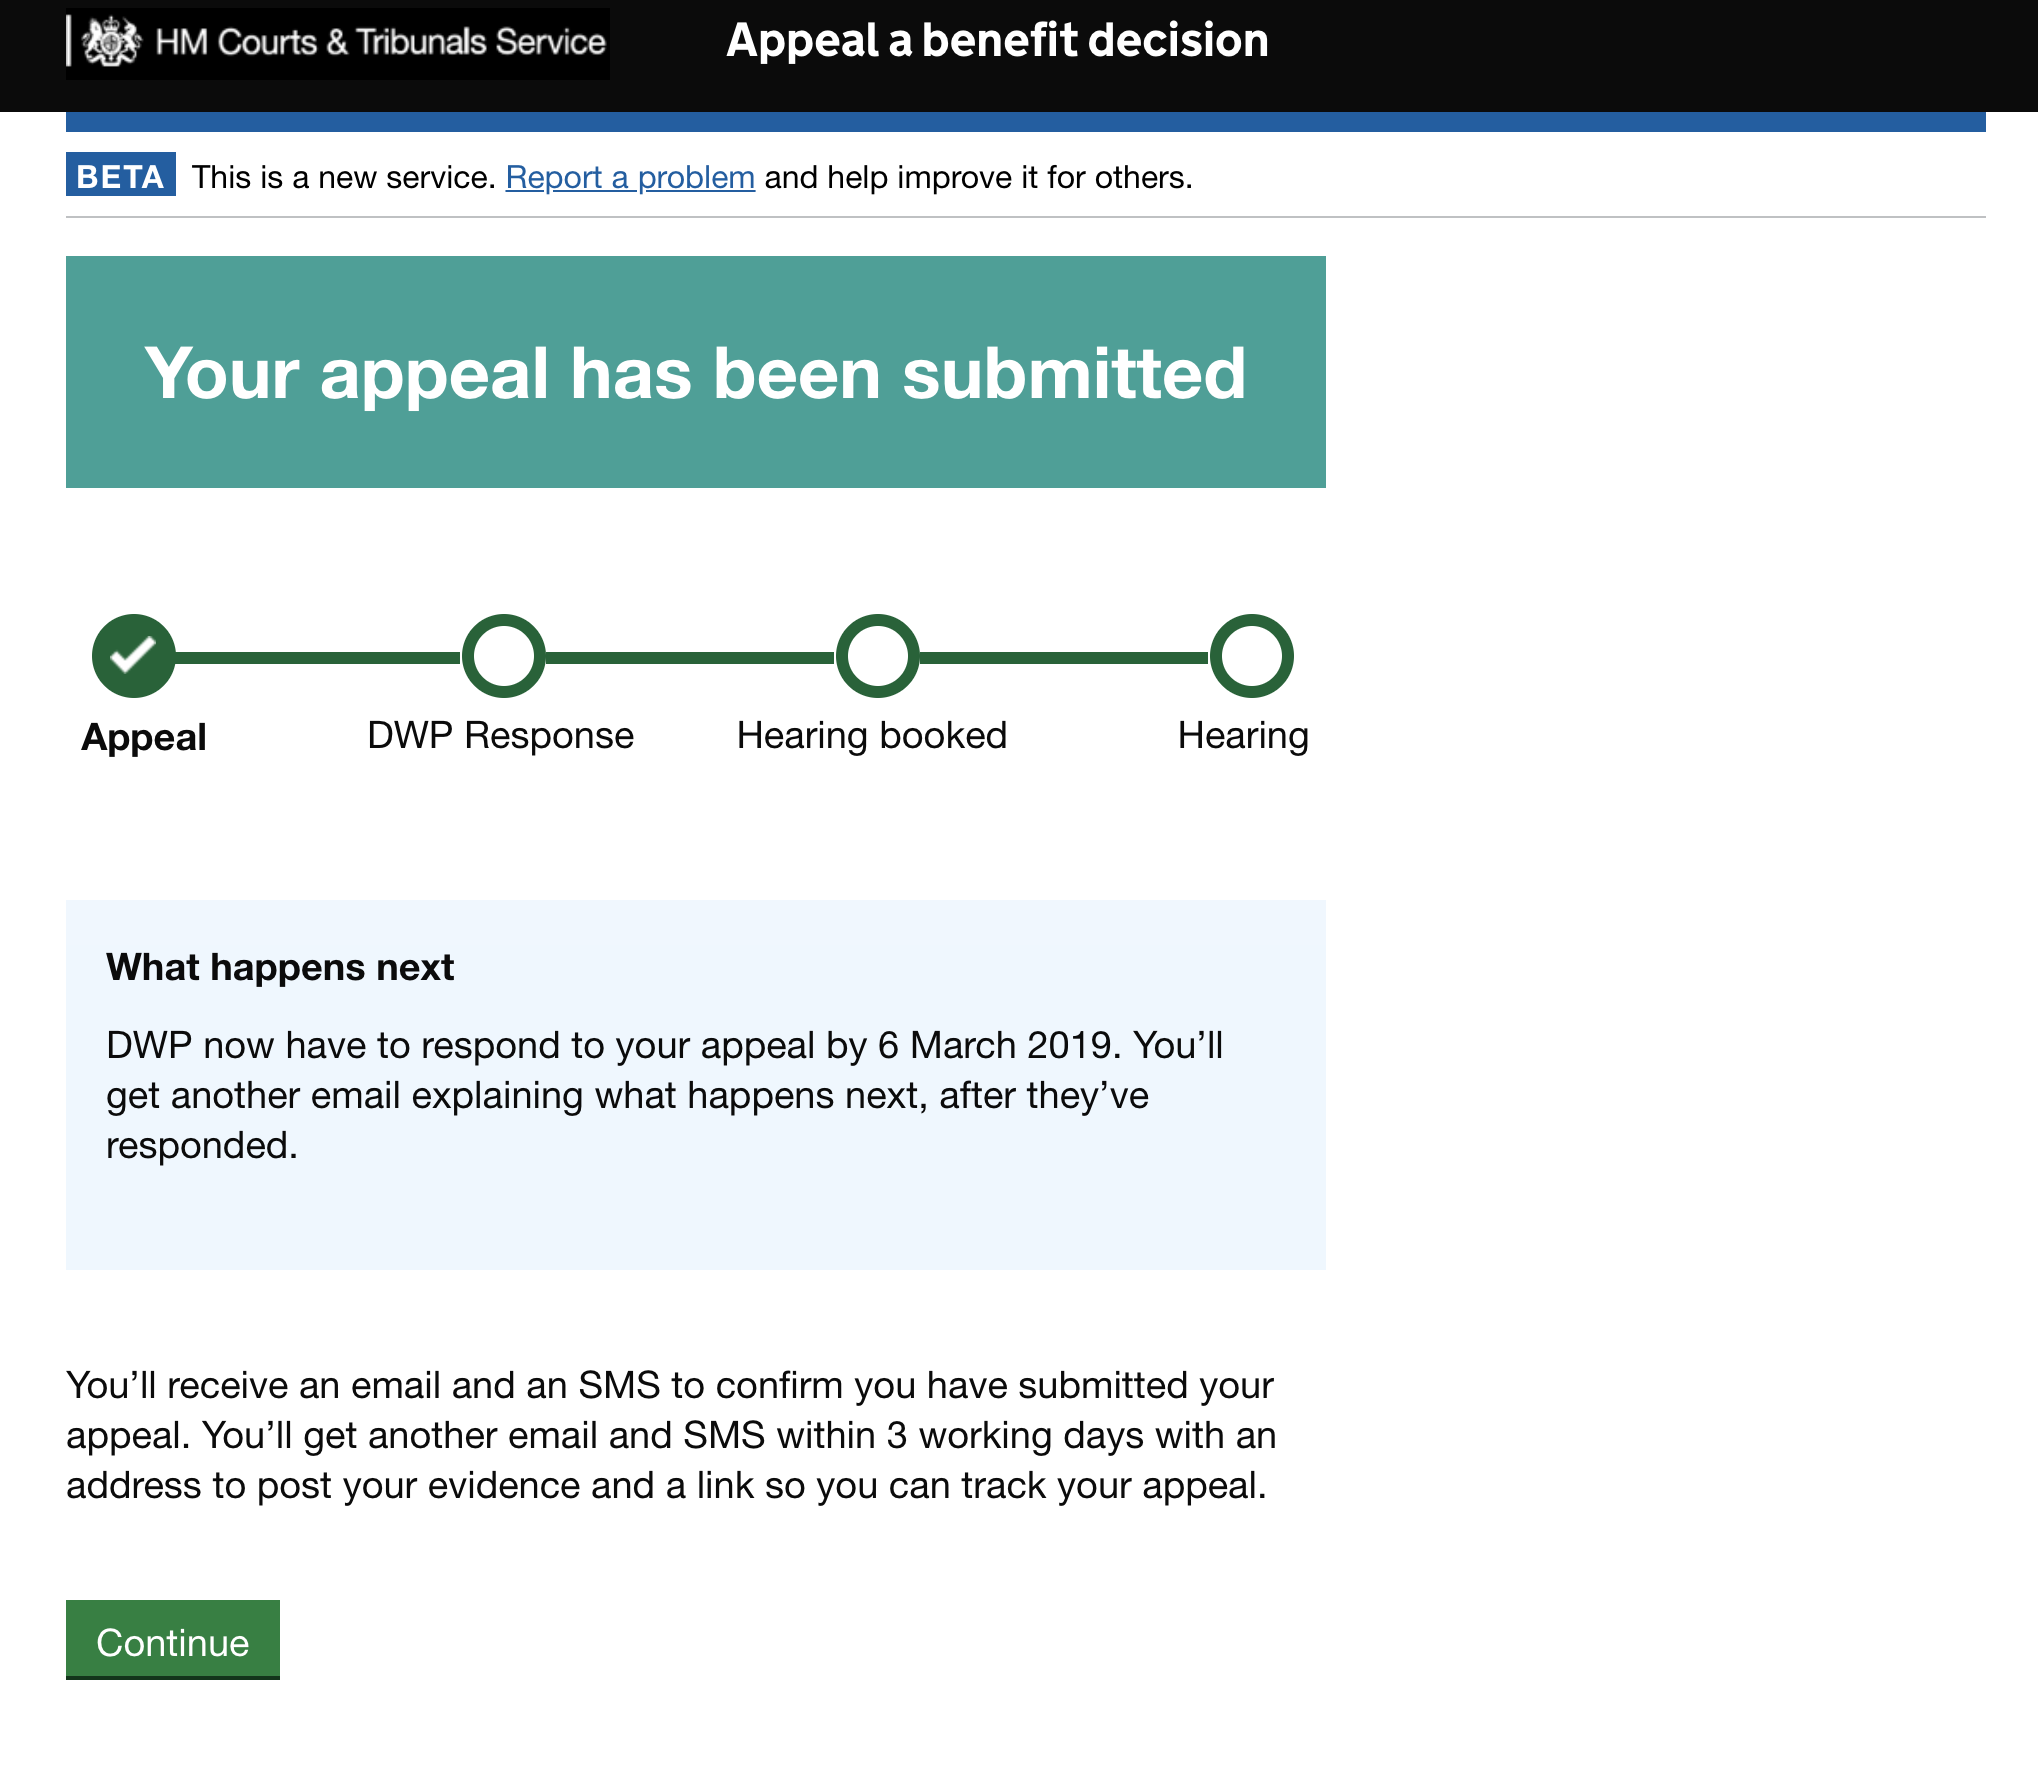 HM Courts & Tribunals Service
Appeal a benefit decision
BETA This is a new service. Report a problem and help improve it for others.
Your appeal has been submitted
Appeal
DWP Response
Hearing booked
Hearing
What happens next
DWP now have to respond to your appeal by 6 March 2019. You’ll
get another email explaining what happens next, after they’ve
responded.
You’ll receive an email and an SMS to confirm you have submitted your
appeal. You’ll get another email and SMS within 3 working days with an
address to post your evidence and a link so you can track your appeal.
Continue